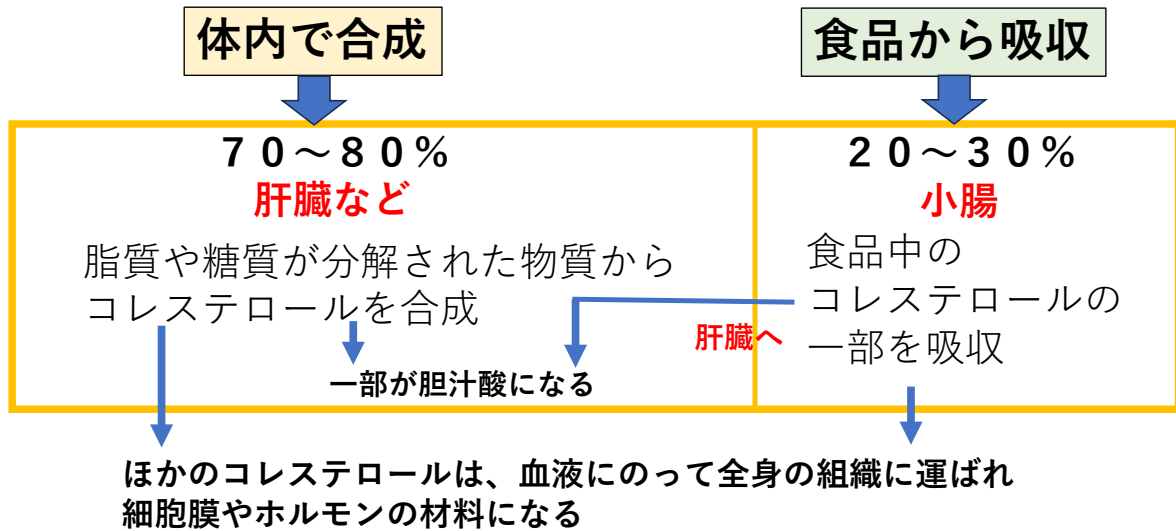 体内で合成
食品から吸収
７０～８０％
肝臓など
脂質や糖質が分解された物質から
コレステロールを合成
一部が胆汁酸になる
２０～３０％
小腸
食品中の
コレステロールの
一部を吸収
肝臓へ
ほかのコレステロールは、血液にのって全身の組織に運ばれ
細胞膜やホルモンの材料になる